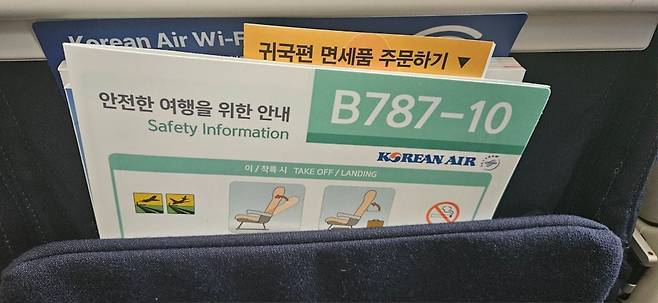 Korean Air Wi-F
귀국편 면세품 주문하기 ▼
안전한 여행을 위한 안내
Safety Information
B787-10
KOREAN AIR
이 / 착륙 시 TAKE OFF / LANDING